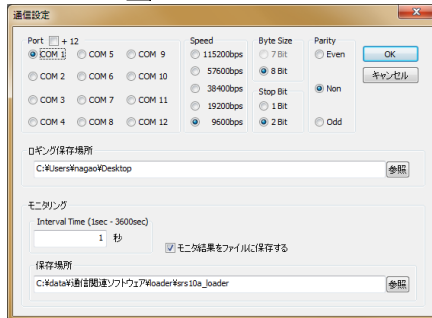 通信設定
Port + 12
COM 1 COM 5 COM 9
COM 2 COM 6 COM 10
COM 3 COM 7 COM 11
COM 4 COM 8 COM 12
Speed
115200bps
57600bps
38400bps
19200bps
9600bps
Byte Size
7 Bit
8 Bit
Stop Bit
1 Bit
2 Bit
Parity
Even
Non
Odd
OK
キャンセル
ロギング保存場所
C:¥Users¥nagao¥Desktop
参照
モニタリング
Interval Time (1sec - 3600sec)
1 秒
モニタ結果をファイルに保存する
保存場所
C:¥data¥通信関連ソフトウェア¥loader¥srs10a_loader
参照